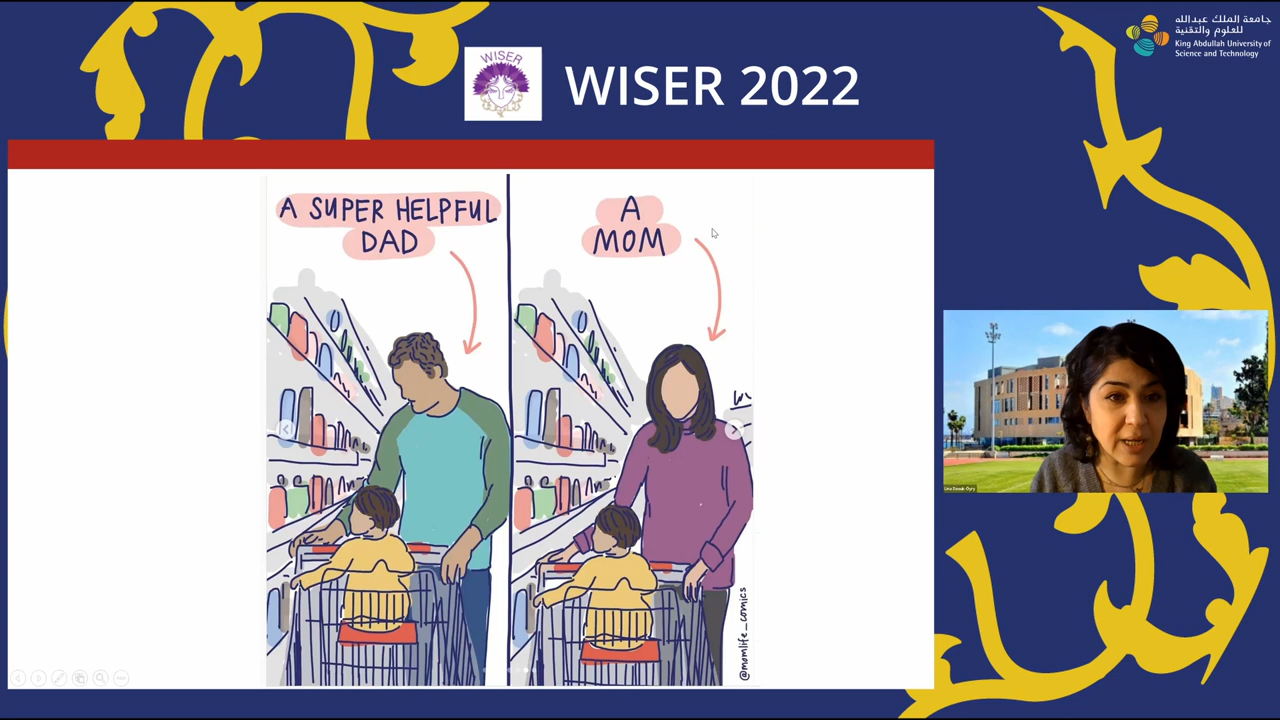 جامعة الملك عبدالله
للعلوم والتقنية
King Abdullah University of
Science and Technology
WISER
WISER 2022
A SUPER HELPFUL
DAD
A
MOM
@momlife_comics